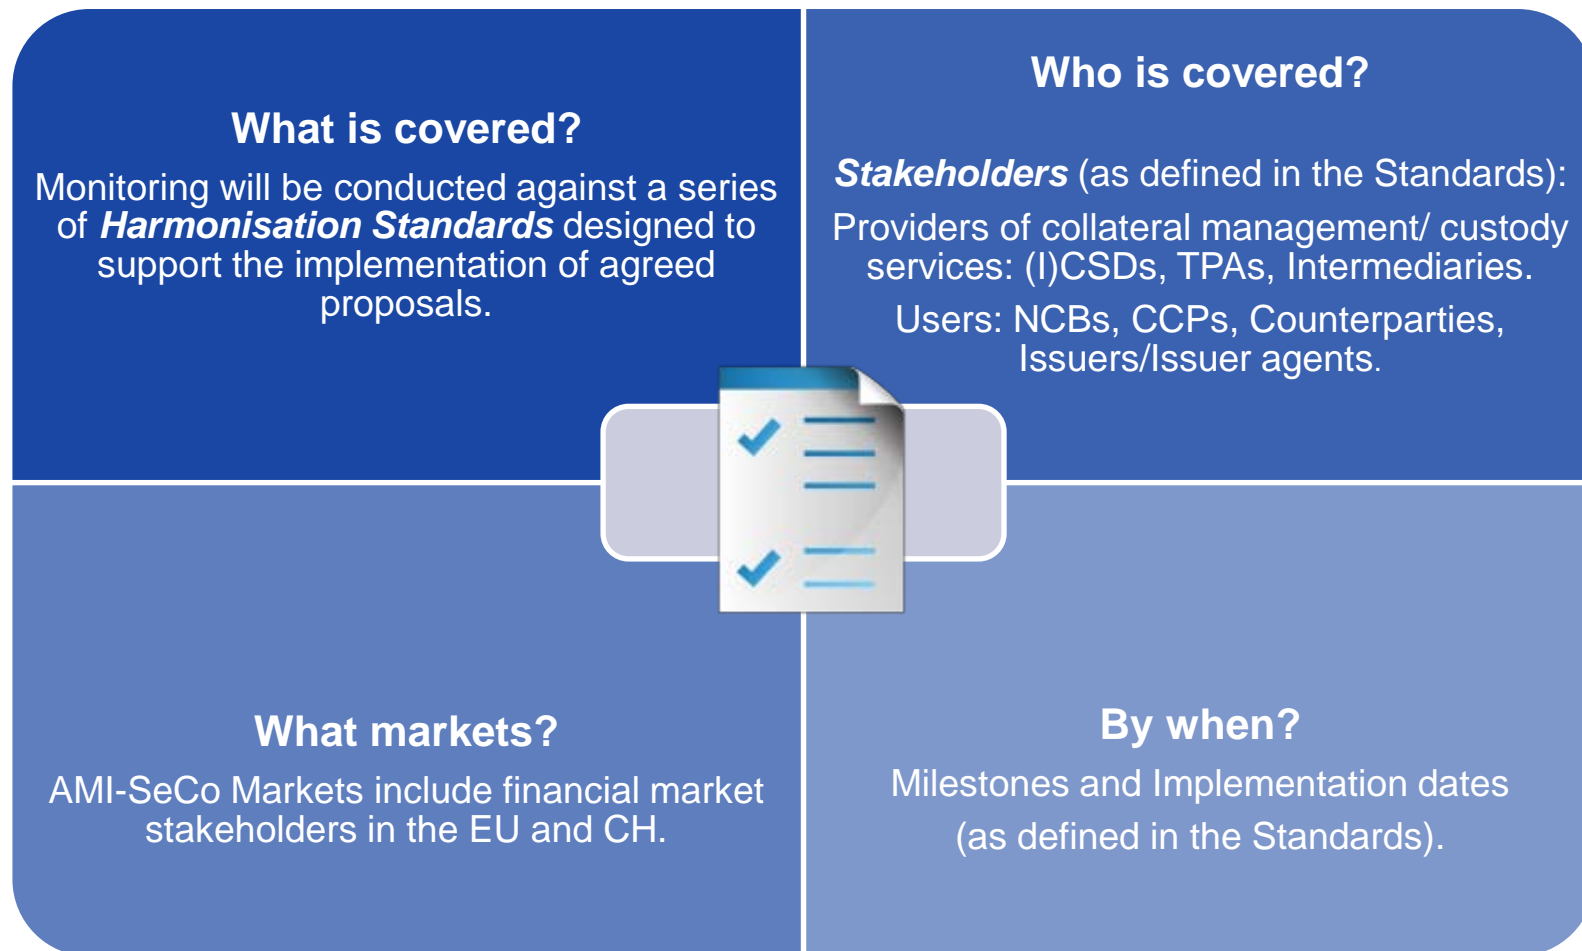 What is covered?
Monitoring will be conducted against a series
of Harmonisation Standards designed to
support the implementation of agreed
proposals.
Who is covered?
Stakeholders (as defined in the Standards):
Providers of collateral management/ custody
services: (I)CSDs, TPAs, Intermediaries.
Users: NCBs, CCPs, Counterparties,
Issuers/Issuer agents.
What markets?
AMI-SeCo Markets include financial market
stakeholders in the EU and CH.
By when?
Milestones and Implementation dates
(as defined in the Standards).